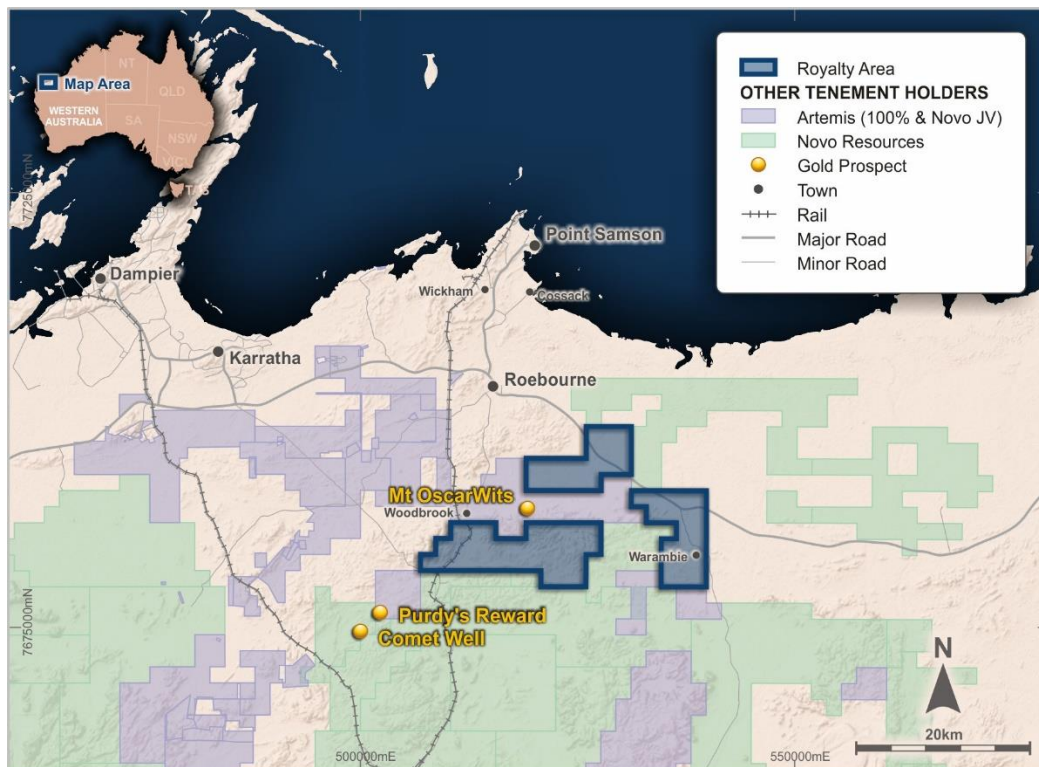 NT
QLD
Map Area
WESTERN
AUSTRALIA
SA
NSW
VIC
TAS
Royalty Area
OTHER TENEMENT HOLDERS
Artemis (100% & Novo JV)
Novo Resources
Gold Prospect
Town
Rail
Major Road
Minor Road
7725000mN
Point Samson
Dampier
Wickham
Cossack
Karratha
Roebourne
Mt OscarWits
Woodbrook
Warambie
Purdy's Reward
Comet Well
7675000mN
N
20km
500000mE
550000mE